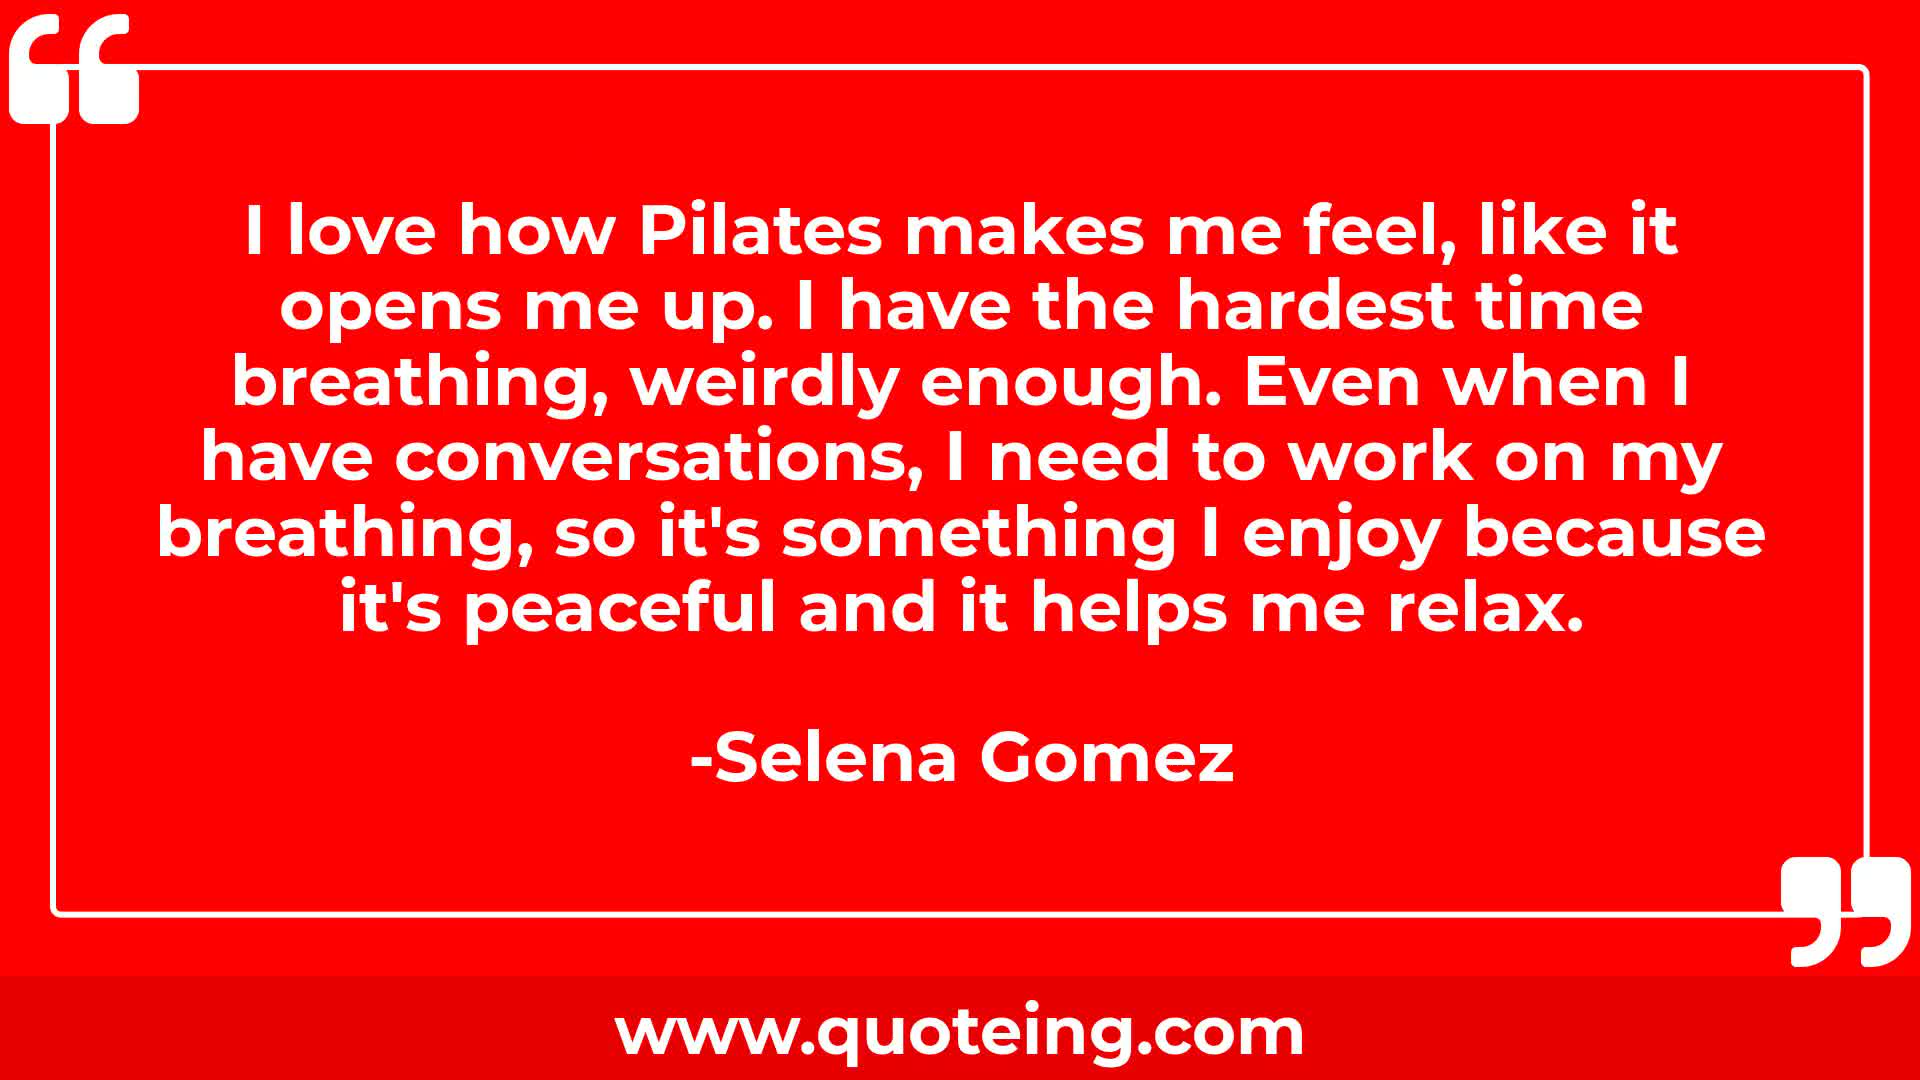 I love how Pilates makes me feel, like it
opens me up. I have the hardest time
breathing, weirdly enough. Even when I
have conversations, I need to work on my
breathing, so it's something I enjoy because
it's peaceful and it helps me relax.
-Selena Gomez
www.quoteing.com